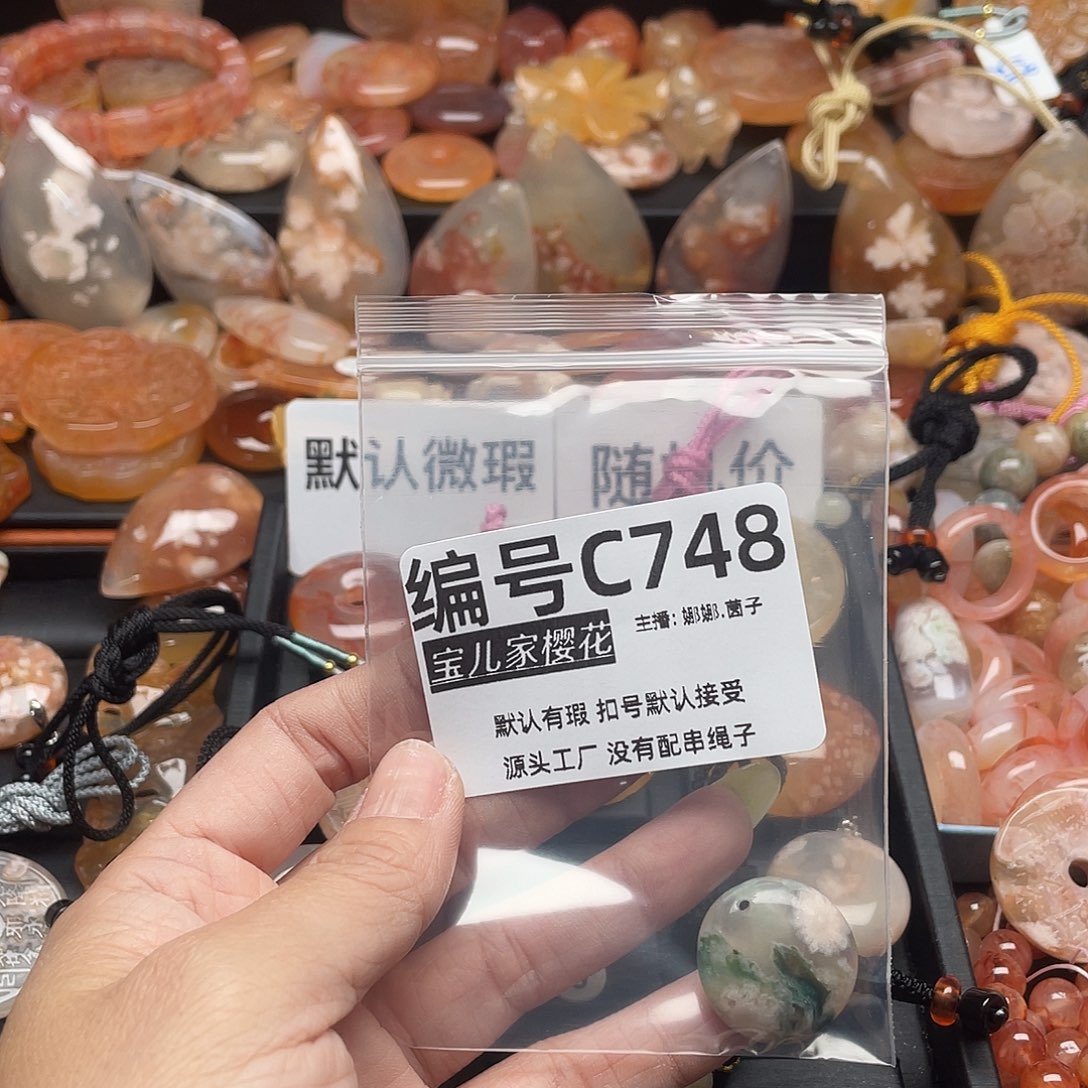 默认微瑕 随机价
编号C748
宝儿家樱花 主播：娜娜.菌子
默认有瑕 扣号默认接受
源头工厂 没有配串绳子